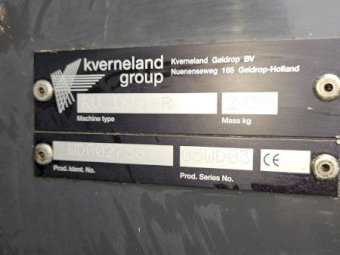 kverneland
group
Kverneland Geldrop BV
Nuenenseweg 165 Geldrop-Holland
Machine type
Mass kg
05WD03
CE
Prod. Ident. No.
Prod. Series No.